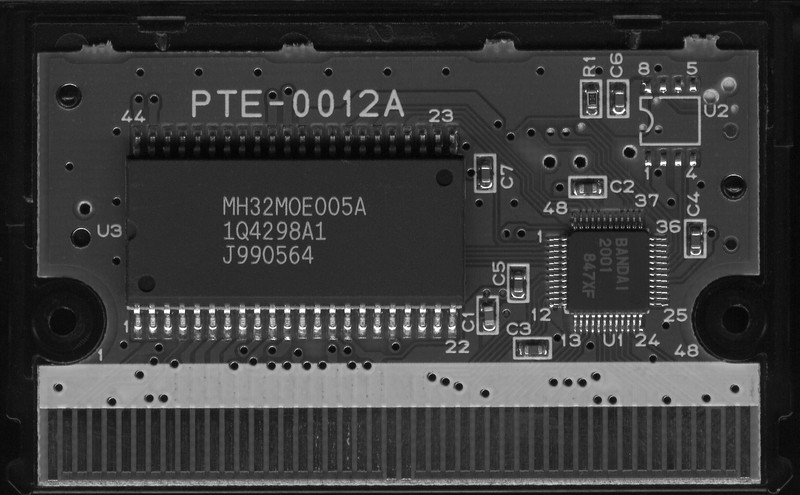 PTE-0012A
44
23
R1
C6
8
5
U2
1
4
MH32MOE005A
1Q4298A1
J990564
U3
C7
C2
48
37
1
36
C4
BANDAI
2001
847XF
C5
12
25
C1
13
U1
24
C3
1
22
1
48